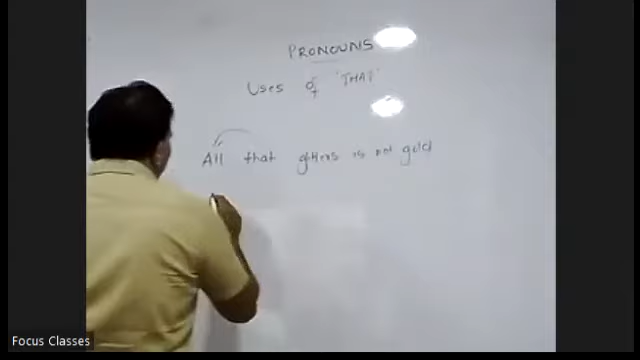 PRONOUNS
Uses of 'THAT'
All that glitters is not gold
Focus Classes